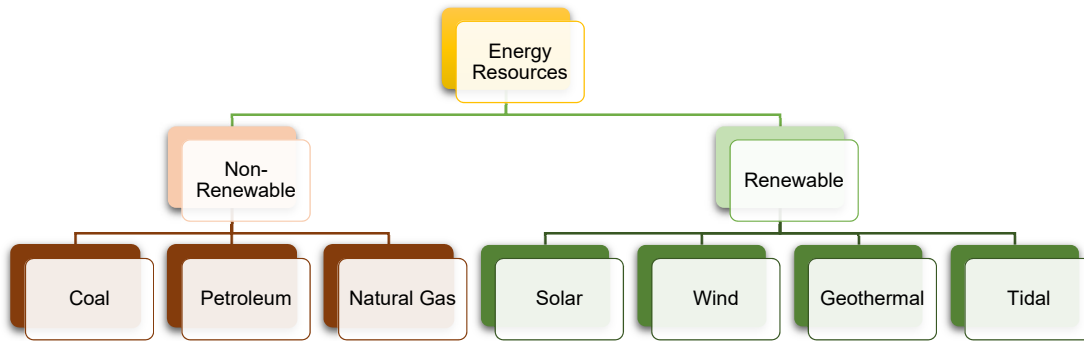 Energy
Resources
Non-
Renewable
Renewable
Coal
Petroleum
Natural Gas
Solar
Wind
Geothermal
Tidal